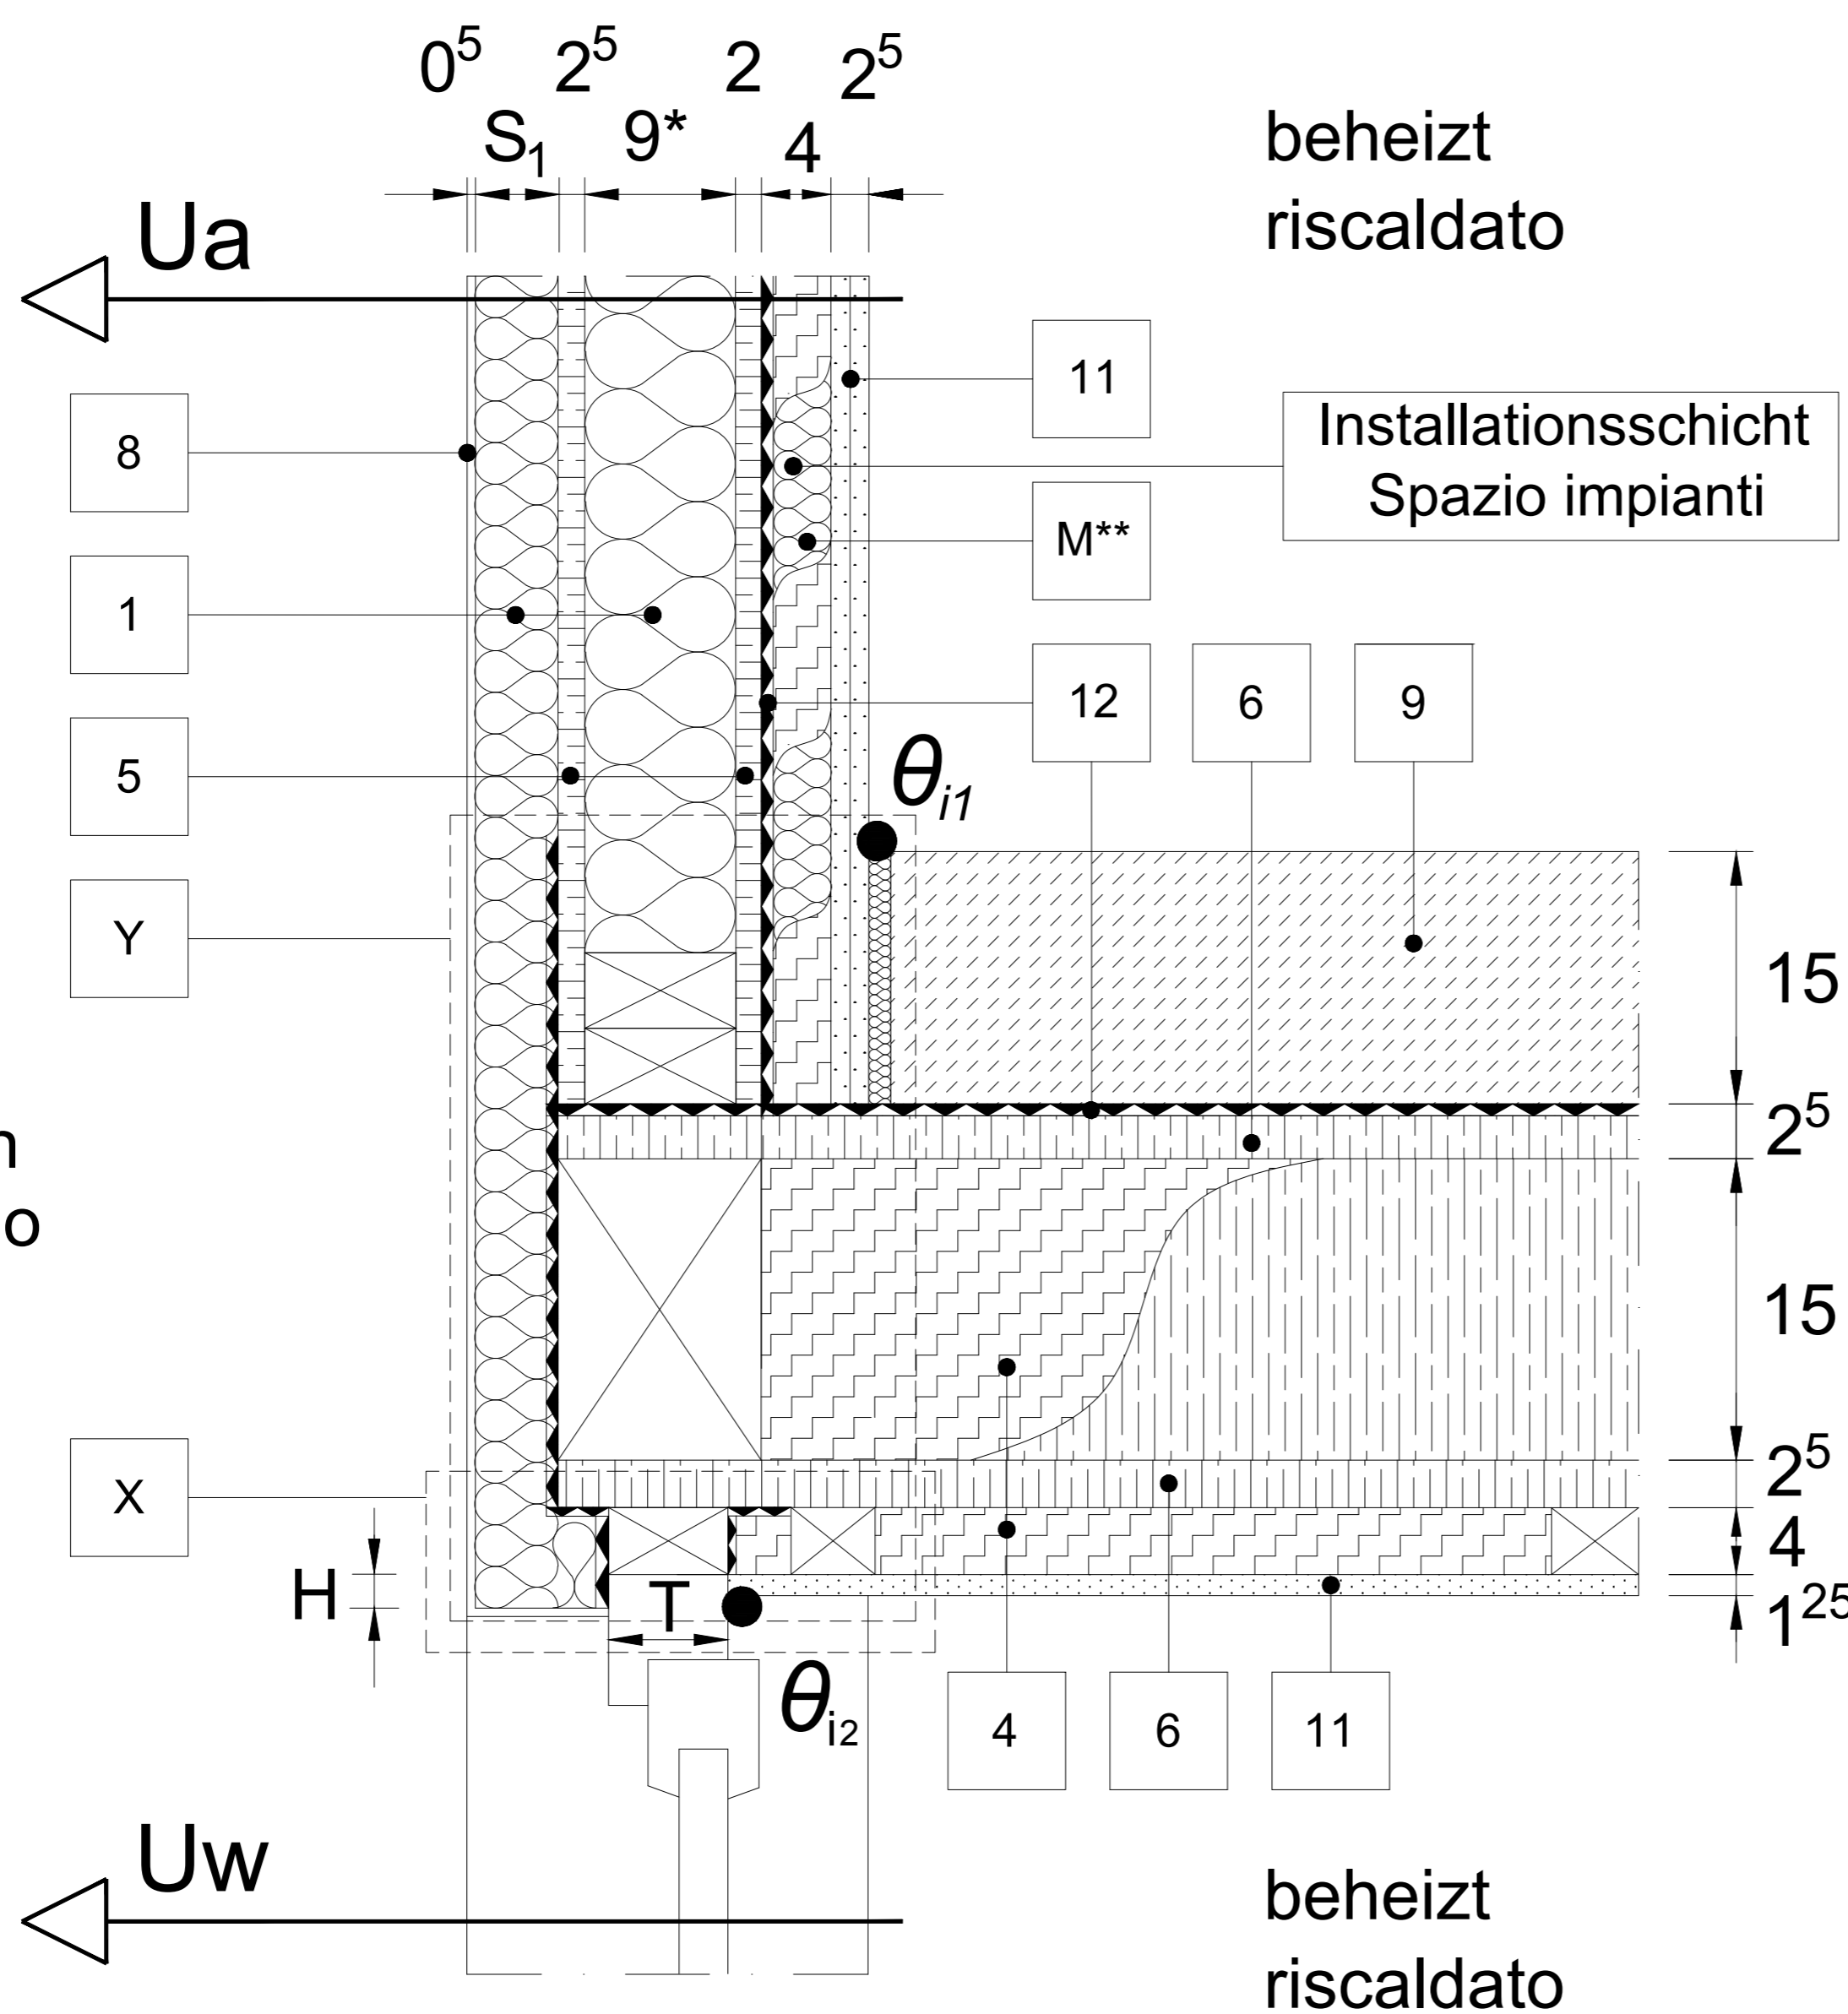 0⁵ 2⁵ 2 2⁵
S₁ 9* 4
beheizt
riscaldato
Ua
11
8
Installationsschicht
Spazio impianti
M**
1
12 6 9
5
θi1
Y
15
2⁵
n
o
15
X
2⁵
4
H
T
1²⁵
θi2
4 6 11
Uw
beheizt
riscaldato